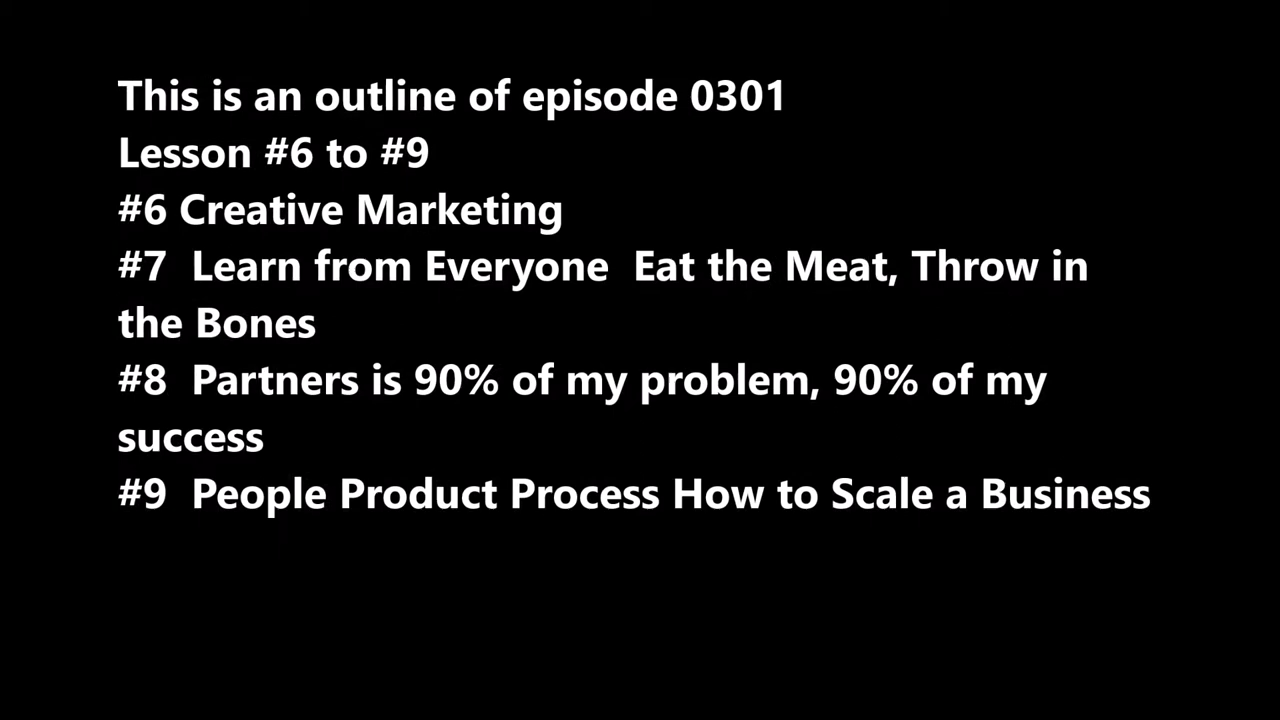 This is an outline of episode 0301
Lesson #6 to #9
#6 Creative Marketing
#7  Learn from Everyone  Eat the Meat, Throw in
the Bones
#8  Partners is 90% of my problem, 90% of my
success
#9  People Product Process How to Scale a Business